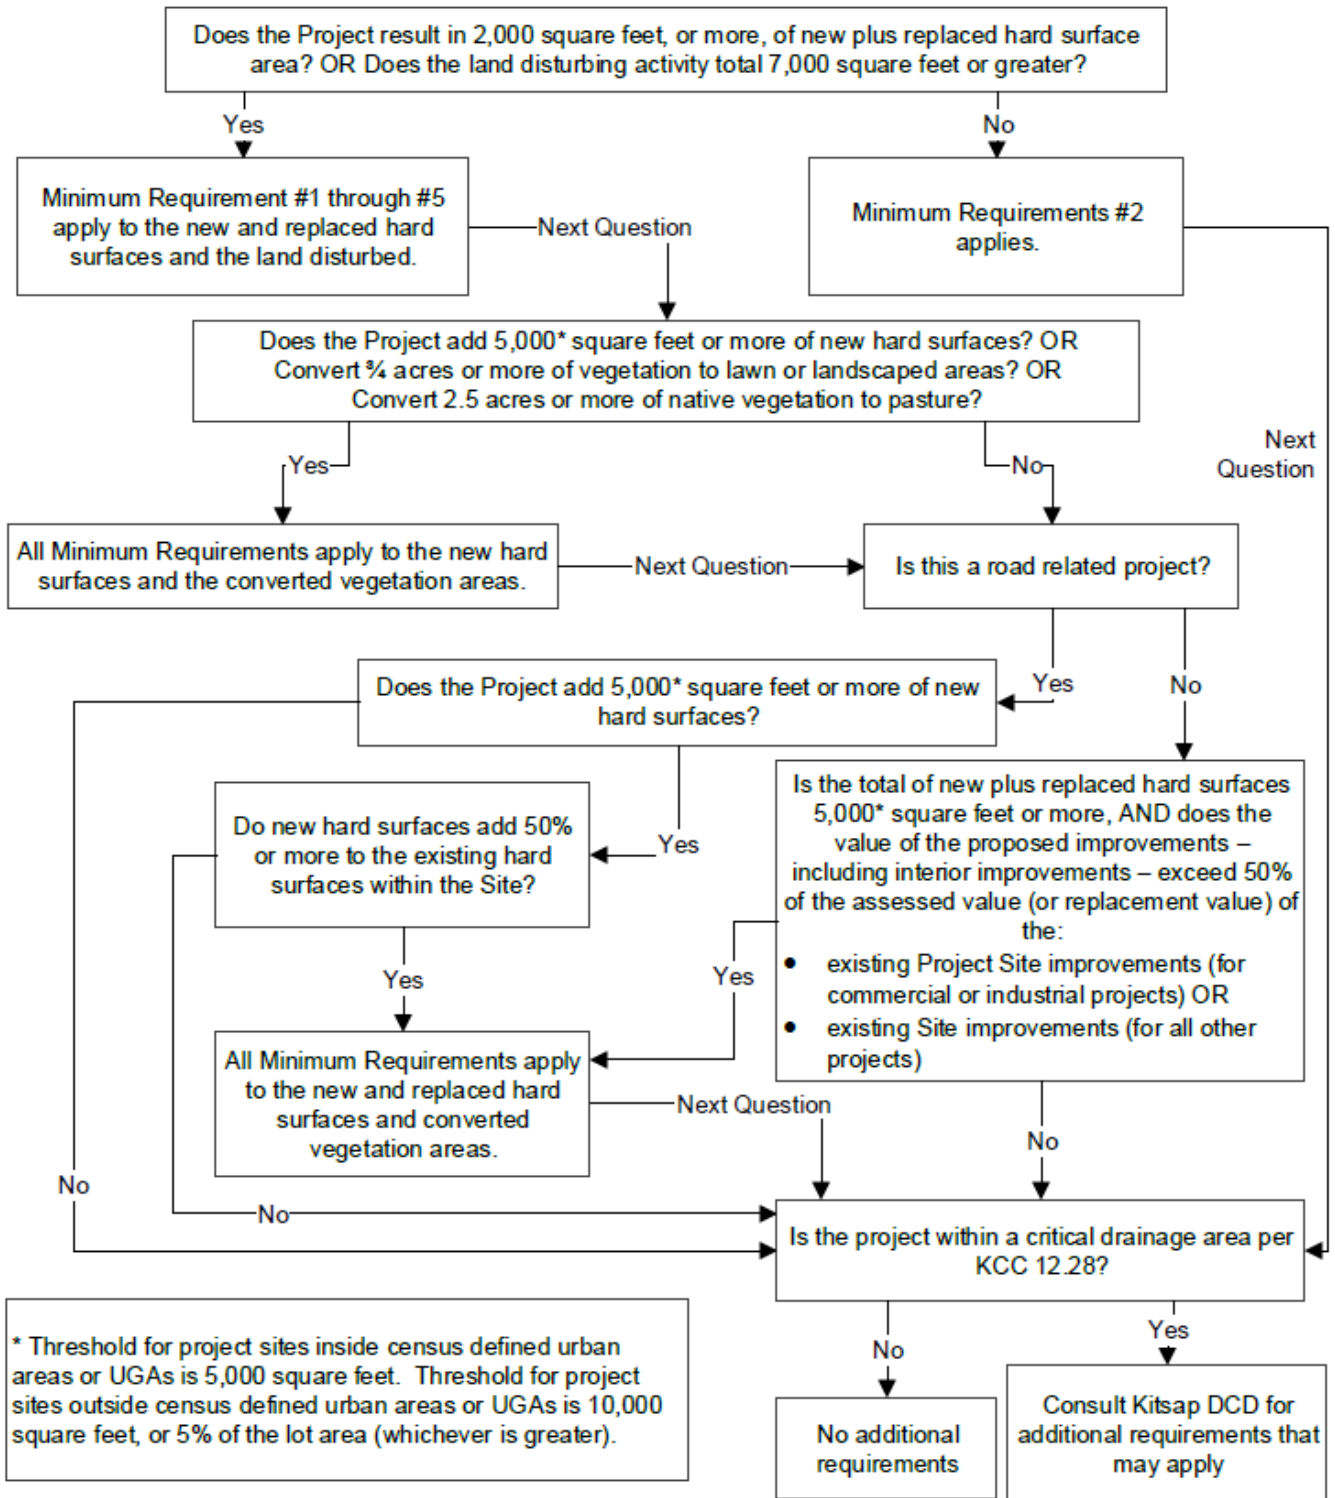 Does the Project result in 2,000 square feet, or more, of new plus replaced hard surface
area? OR Does the land disturbing activity total 7,000 square feet or greater?
Yes
No
Minimum Requirement #1 through #5
apply to the new and replaced hard
surfaces and the land disturbed.
Next Question
Minimum Requirements #2
applies.
Does the Project add 5,000* square feet or more of new hard surfaces? OR
Convert ¾ acres or more of vegetation to lawn or landscaped areas? OR
Convert 2.5 acres or more of native vegetation to pasture?
Next
Question
Yes
No
All Minimum Requirements apply to the new hard
surfaces and the converted vegetation areas.
Next Question
Is this a road related project?
Yes
No
Does the Project add 5,000* square feet or more of new
hard surfaces?
Do new hard surfaces add 50%
or more to the existing hard
surfaces within the Site?
Yes
Is the total of new plus replaced hard surfaces
5,000* square feet or more, AND does the
value of the proposed improvements –
including interior improvements – exceed 50%
of the assessed value (or replacement value) of
the:
• existing Project Site improvements (for
commercial or industrial projects) OR
• existing Site improvements (for all other
projects)
Yes
Yes
All Minimum Requirements apply
to the new and replaced hard
surfaces and converted
vegetation areas.
Next Question
No
No
No
Is the project within a critical drainage area per
KCC 12.28?
* Threshold for project sites inside census defined urban
areas or UGAs is 5,000 square feet.  Threshold for project
sites outside census defined urban areas or UGAs is 10,000
square feet, or 5% of the lot area (whichever is greater).
No
Yes
No additional
requirements
Consult Kitsap DCD for
additional requirements that
may apply